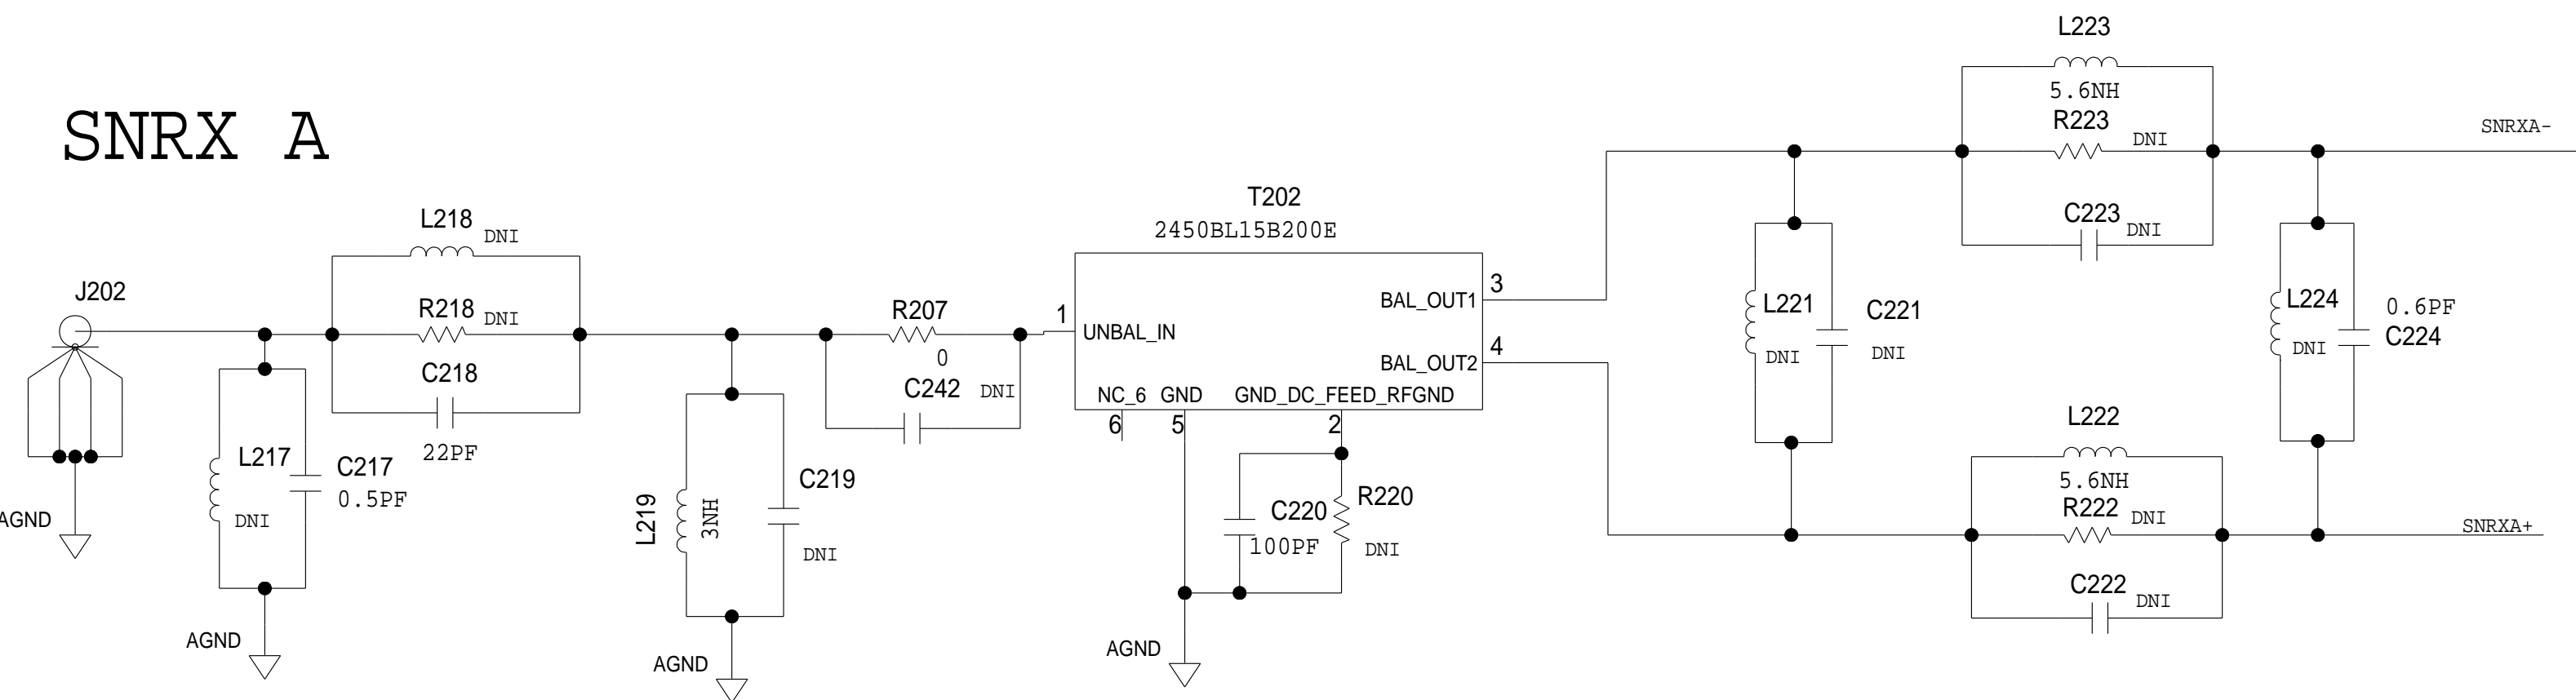 SNRX A
J202
AGND
L217
DNI
C217
0.5PF
AGND
L218
DNI
R218
DNI
C218
22PF
L219
3NH
C219
DNI
AGND
R207
0
C242
DNI
T202
2450BL15B200E
1
UNBAL_IN
BAL_OUT1
3
BAL_OUT2
4
NC_6
GND
GND_DC_FEED_RFGND
6
5
2
C220
100PF
R220
DNI
AGND
L221
DNI
C221
DNI
L223
5.6NH
R223
DNI
C223
DNI
L222
5.6NH
R222
DNI
C222
DNI
L224
DNI
0.6PF
C224
SNRXA-
SNRXA+